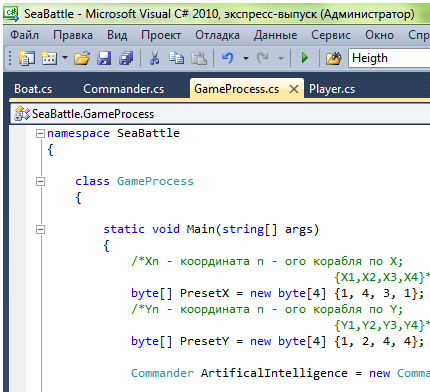 SeaBattle - Microsoft Visual C# 2010, экспресс-выпуск (Администратор)
Файл Правка Вид Проект Отладка Данные Сервис Окно
Heigth
Boat.cs Commander.cs GameProcess.cs Player.cs
SeaBattle.GameProcess
namespace SeaBattle
{
class GameProcess
{
static void Main(string[] args)
{
/*Xn - координата n - ого корабля по X;
{X1,X2,X3,X4}*
byte[] PresetX = new byte[4] {1, 4, 3, 1};
/*Yn - координата n - ого корабля по Y;
{Y1,Y2,Y3,Y4}*
byte[] PresetY = new byte[4] {1, 2, 4, 4};
Commander ArtificalIntelligence = new Comma